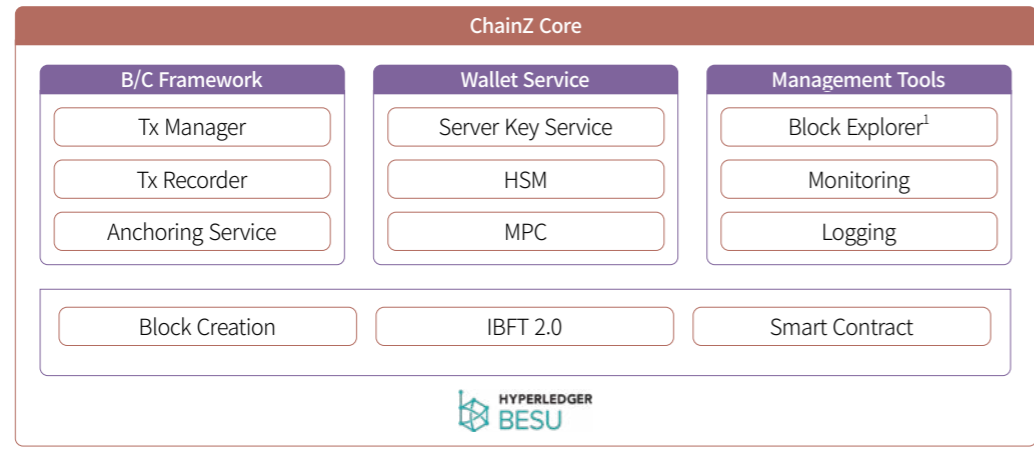 ChainZ Core
B/C Framework
Tx Manager
Tx Recorder
Anchoring Service
Wallet Service
Server Key Service
HSM
MPC
Management Tools
Block Explorer¹
Monitoring
Logging
Block Creation
IBFT 2.0
Smart Contract
HYPERLEDGER
BESU